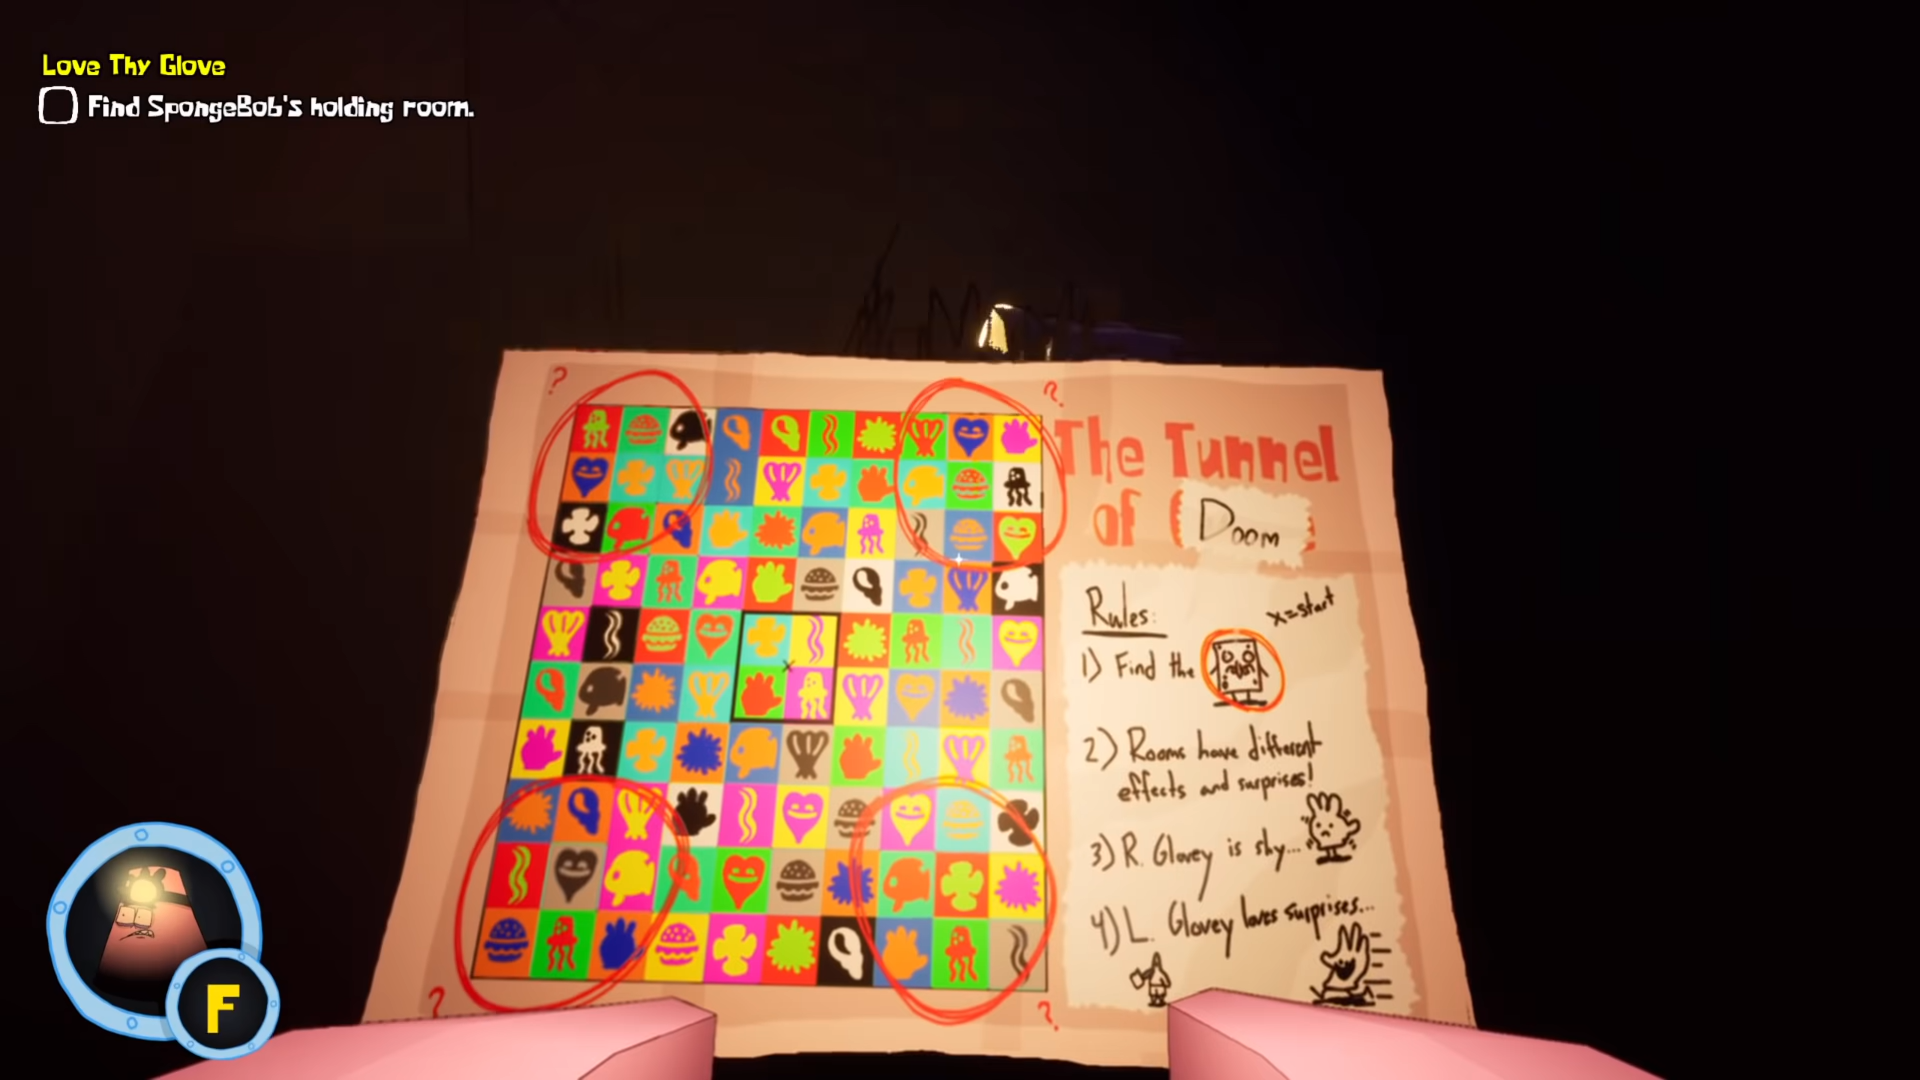 Love Thy Glove
Find SpongeBob's holding room.
?
?
The Tunnel
of Doom
Rules:
x=start
1) Find the
2) Rooms have different
effects and surprises!
3) R. Glovey is shy...
4) L. Glovey loves surprises...
x
?
?
F